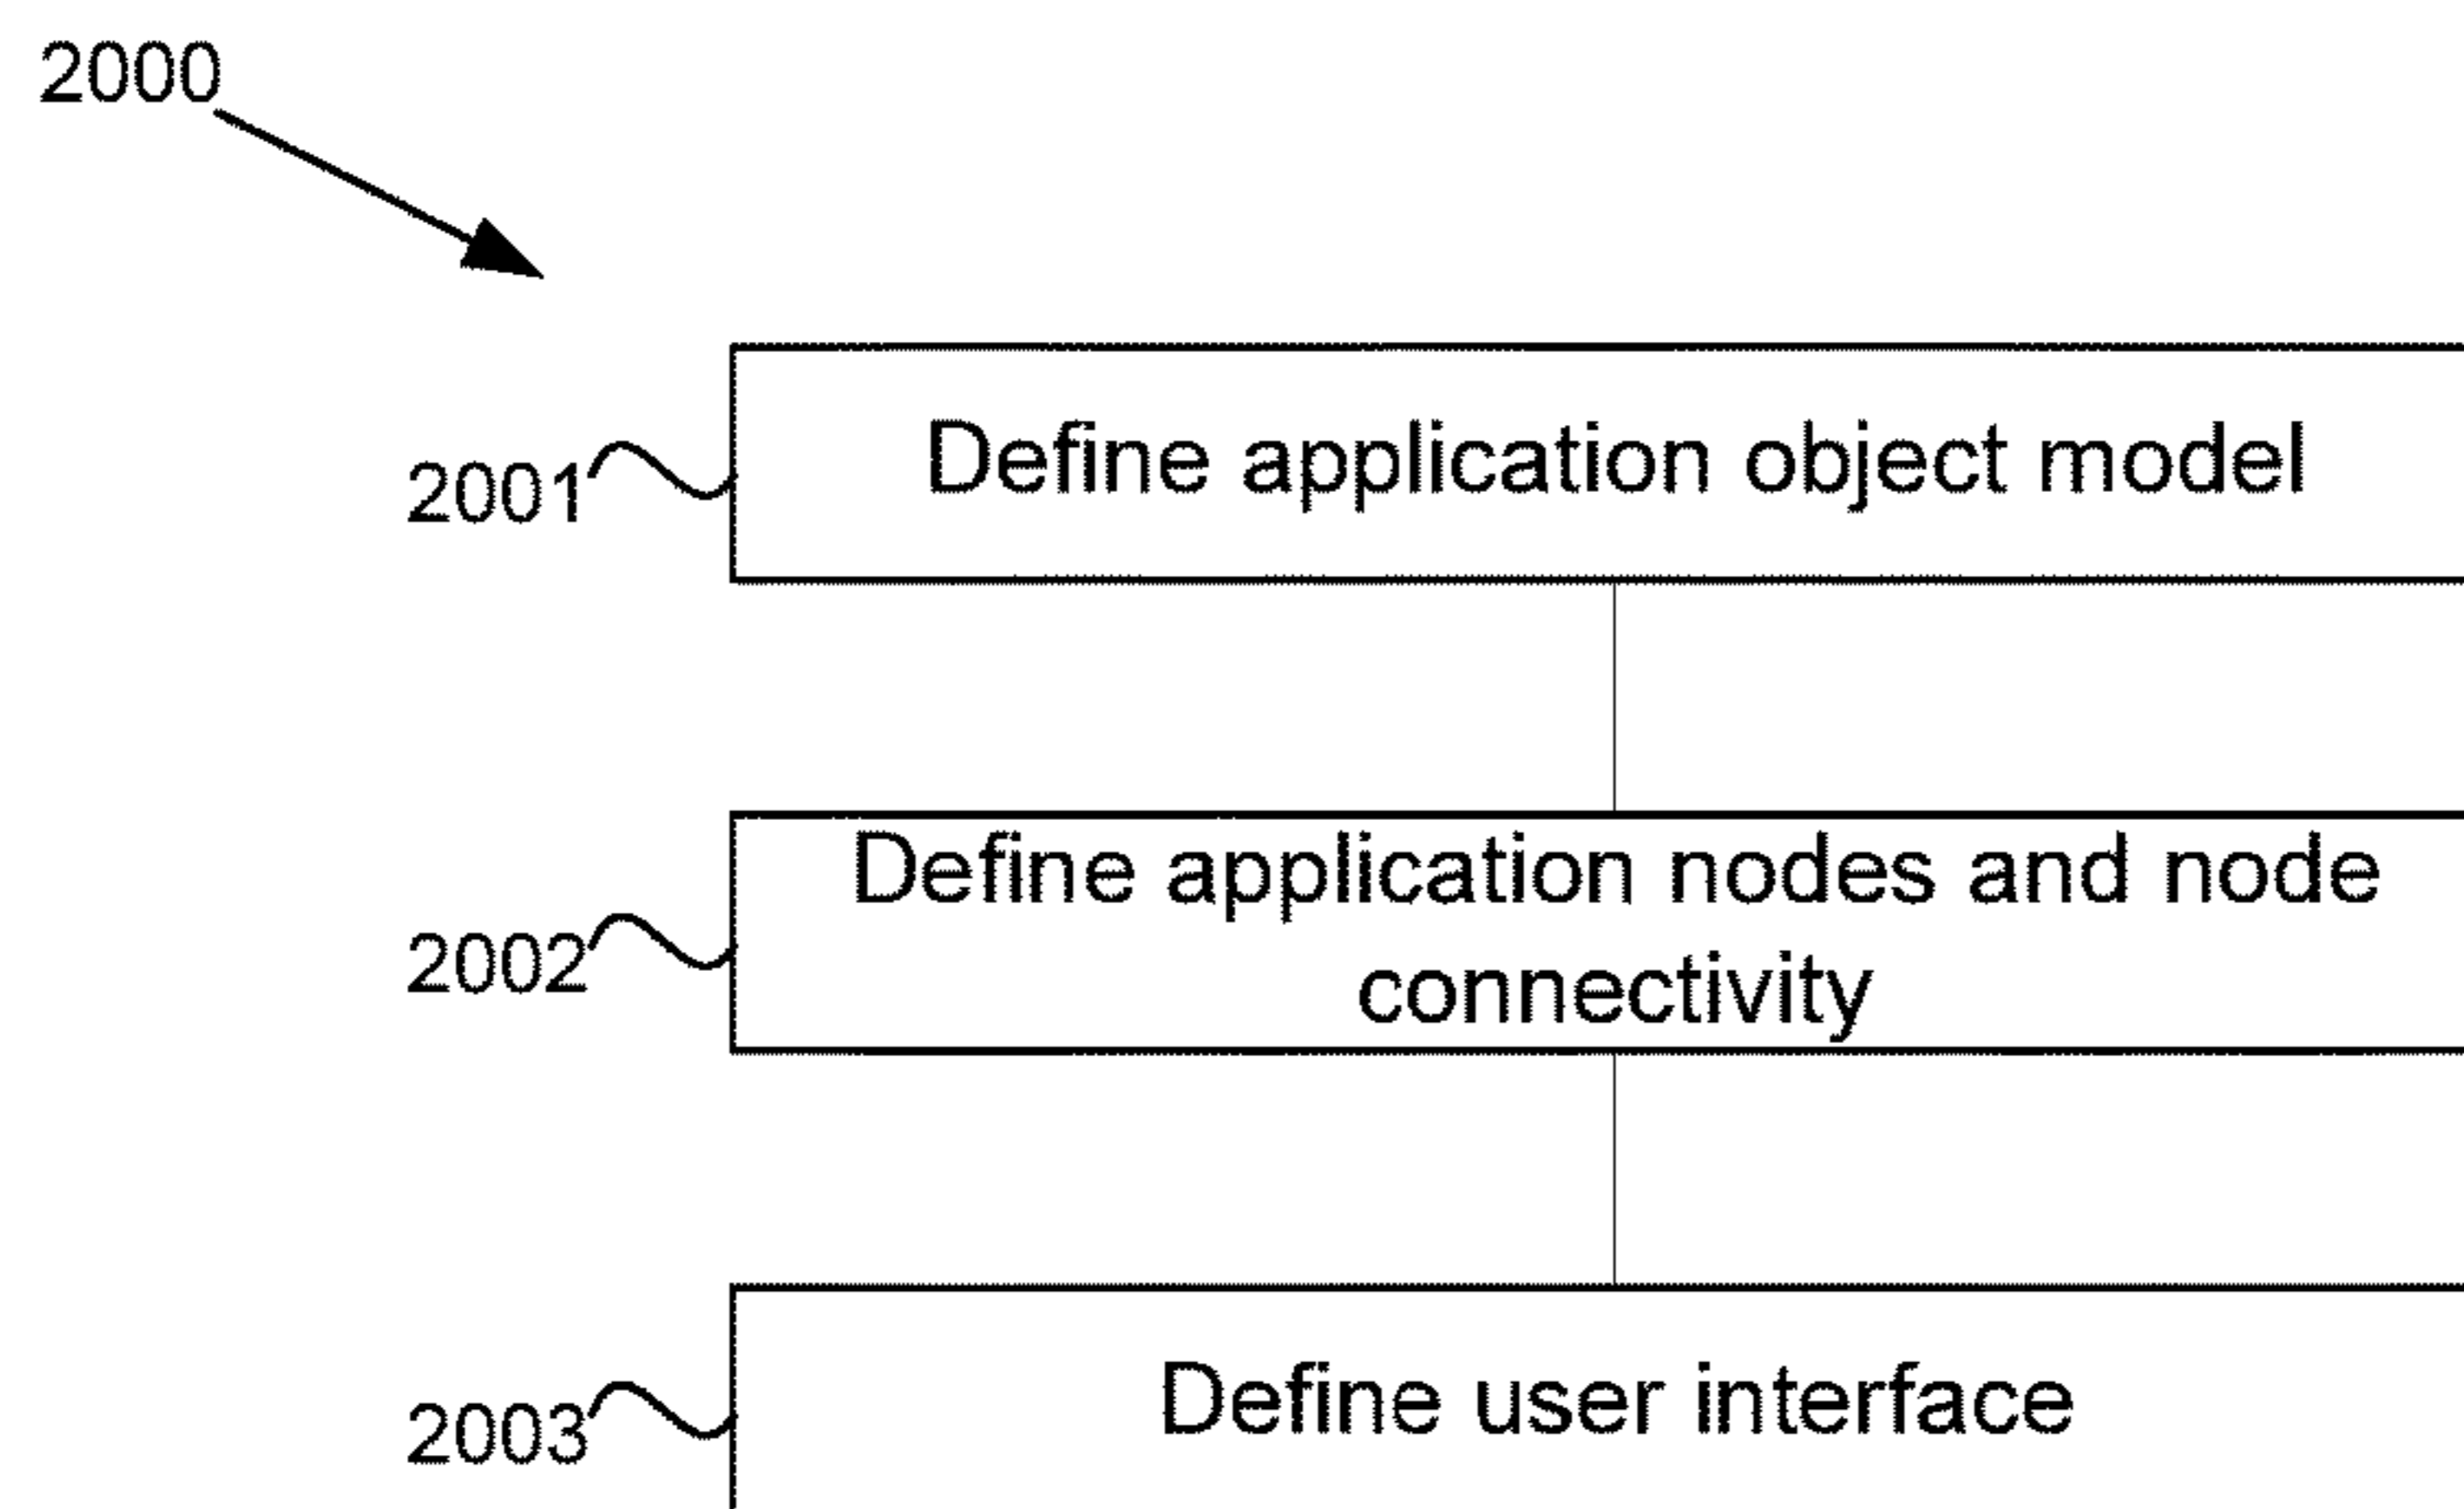 2000
2001
Define application object model
2002
Define application nodes and node
connectivity
2003
Define user interface